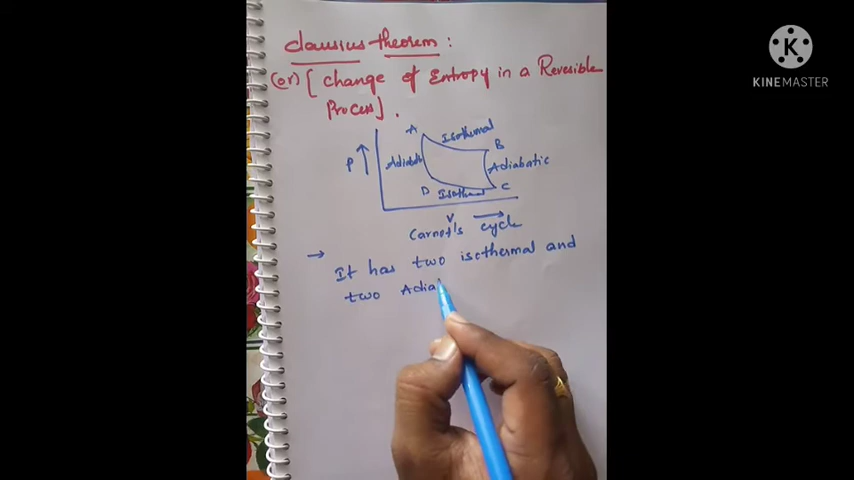 Clausius theorem :
(or) [ change of Entropy in a Revesible
Process] .
A Isothermal
B
P Adiabatic Adiabatic
D Isothermal C
V
Carnot's cycle
→ It has two isothermal and
two Adia
K
KINEMASTER